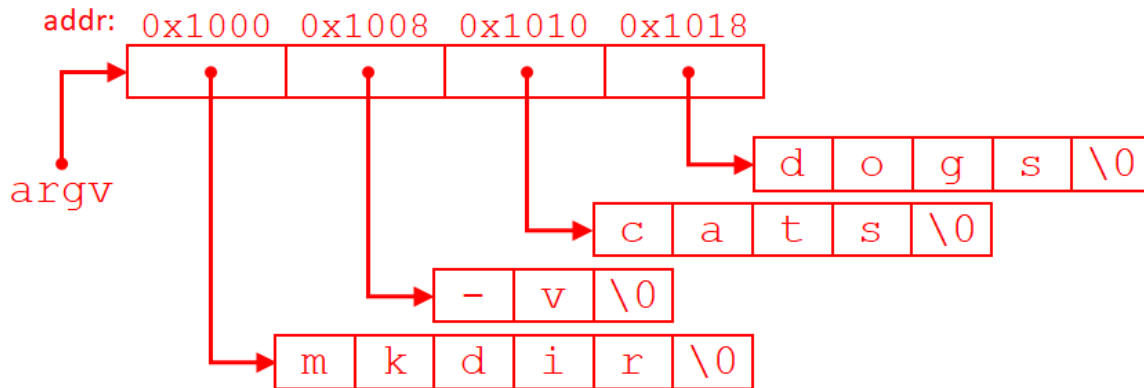 addr: 0x1000 0x1008 0x1010 0x1018
d o g s \0
argv
c a t s \0
- v \0
m k d i r \0